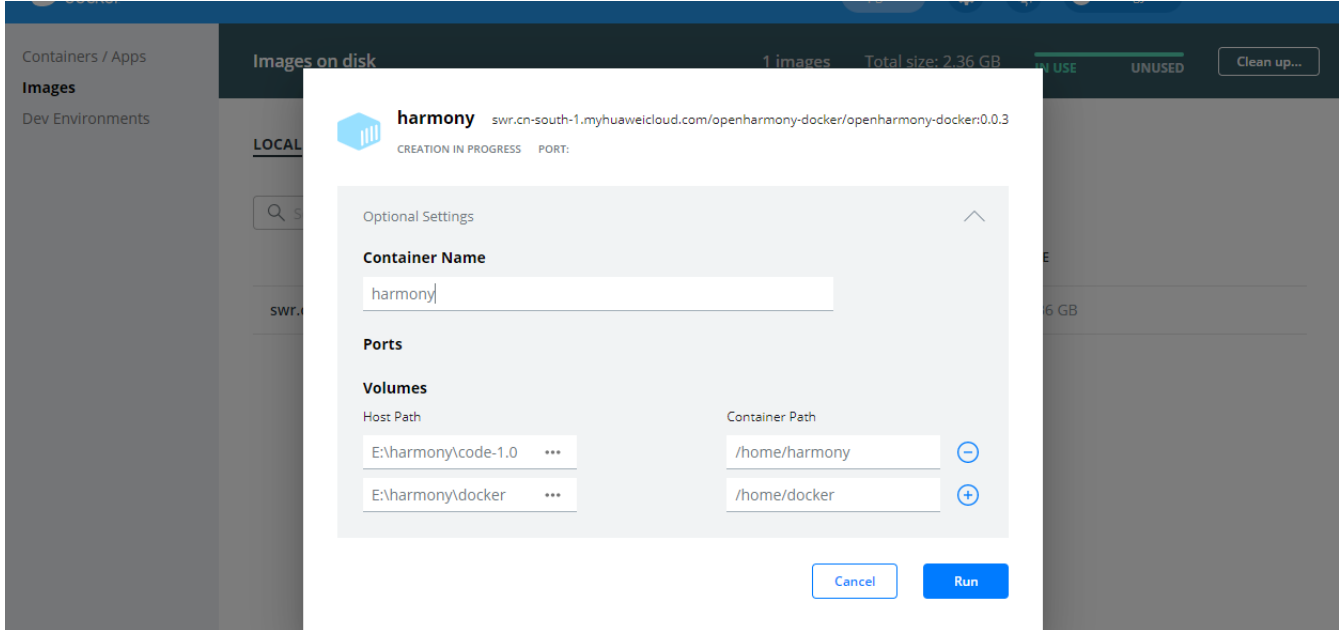 Containers / Apps
Images
Dev Environments
Images on disk
1 images Total size: 2.36 GB
IN USE UNUSED
Clean up...
LOCAL
harmony swr.cn-south-1.myhuaweicloud.com/openharmony-docker/openharmony-docker:0.0.3
CREATION IN PROGRESS PORT:
Optional Settings
Container Name
harmony
Ports
Volumes
Host Path Container Path
E:\harmony\code-1.0 ••• /home/harmony
E:\harmony\docker ••• /home/docker
Cancel Run